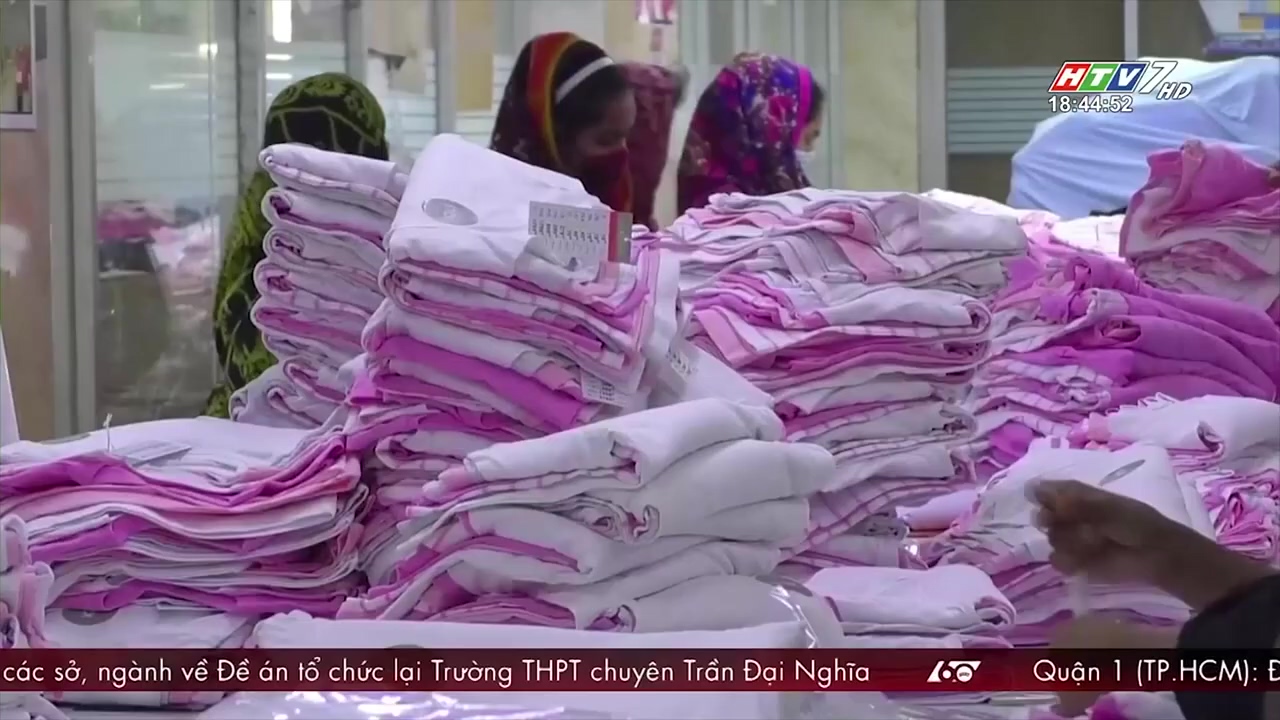 HTV7 HD
18:44:52
các sở, ngành về Đề án tổ chức lại Trường THPT chuyên Trần Đại Nghĩa 60 Quận 1 (TP.HCM): Đ